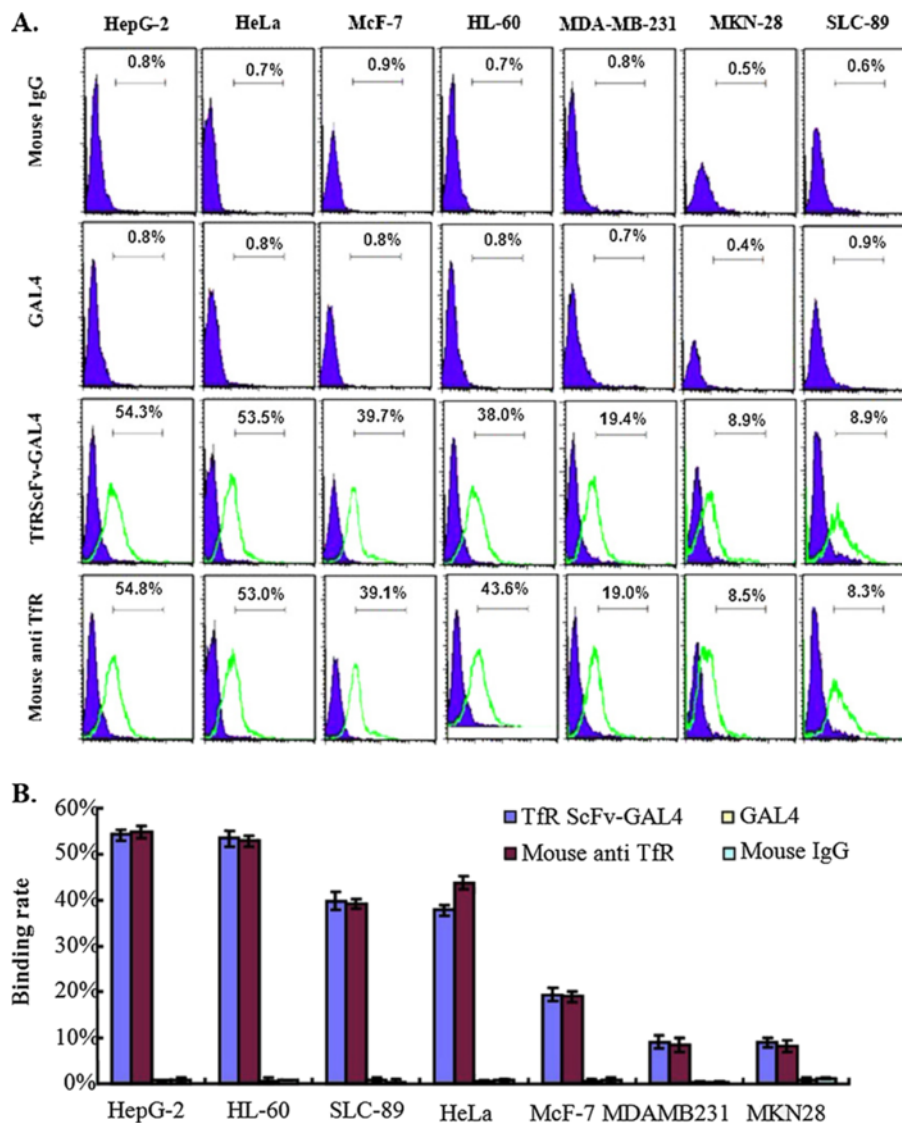 A.
HepG-2 HeLa McF-7 HL-60 MDA-MB-231 MKN-28 SLC-89
Mouse IgG
0.8% 0.7% 0.9% 0.7% 0.8% 0.5% 0.6%
GAL4
0.8% 0.8% 0.8% 0.8% 0.7% 0.4% 0.9%
TfRScFv-GAL4
54.3% 53.5% 39.7% 38.0% 19.4% 8.9% 8.9%
Mouse anti TfR
54.8% 53.0% 39.1% 43.6% 19.0% 8.5% 8.3%
B.
Binding rate
60%
50%
40%
30%
20%
10%
0%
TfR ScFv-GAL4 GAL4
Mouse anti TfR Mouse IgG
HepG-2 HL-60 SLC-89 HeLa McF-7 MDAMB231 MKN28